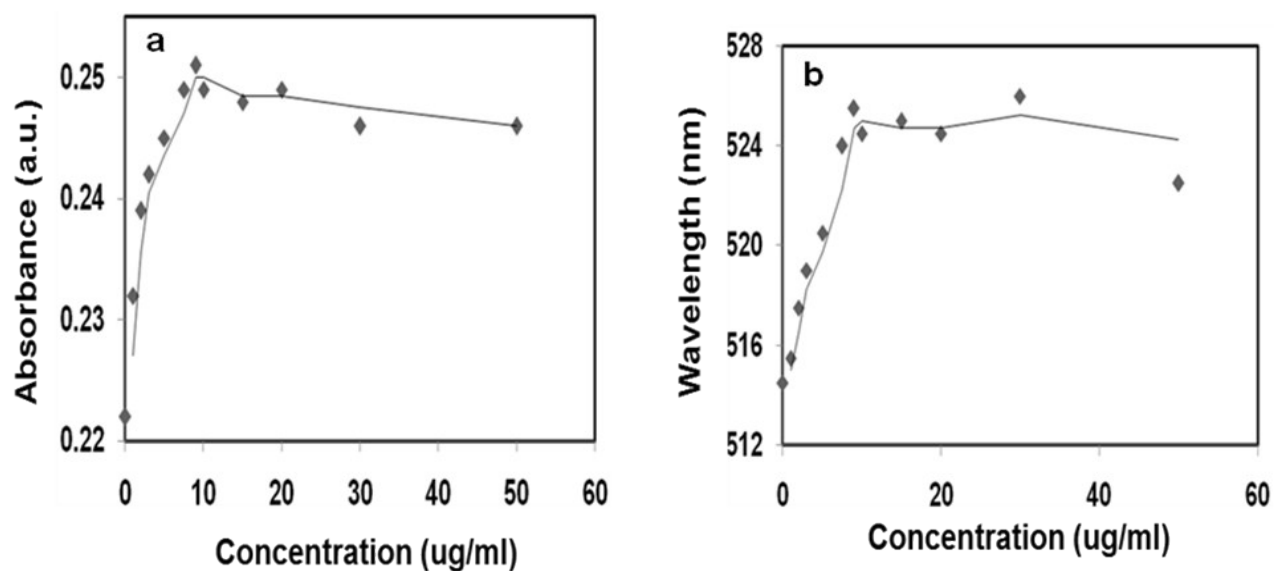 a
Absorbance (a.u.)
0.25
0.24
0.23
0.22
0 10 20 30 40 50 60
Concentration (ug/ml)
b
Wavelength (nm)
528
524
520
516
512
0 20 40 60
Concentration (ug/ml)